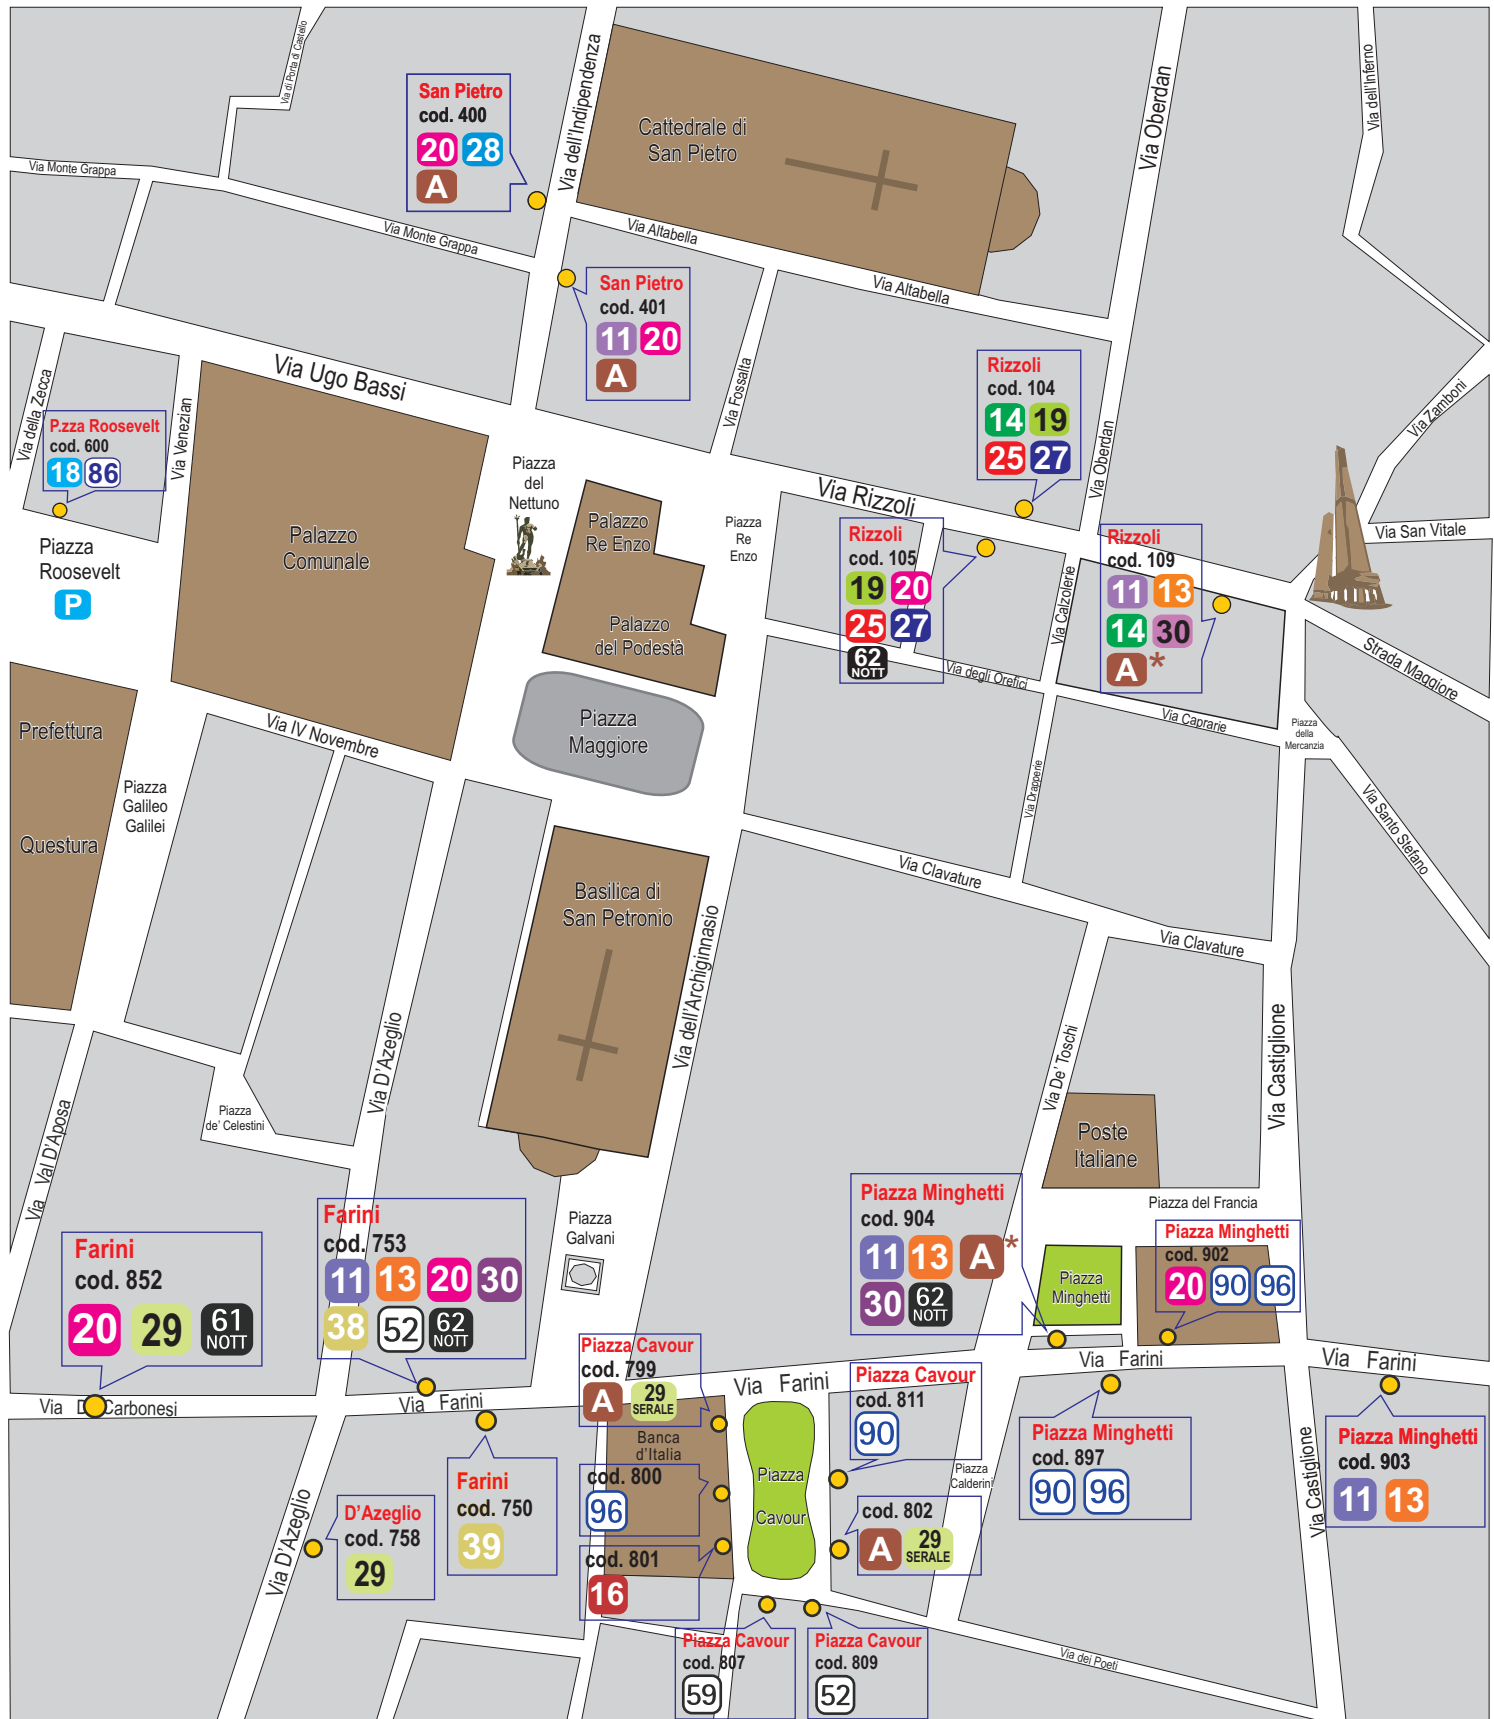 Via di Porta di Castello
Via dell'Indipendenza
Via Oberdan
Via dell'Inferno
San Pietro
cod. 400
20 28
A
Cattedrale di
San Pietro
Via Monte Grappa
Via Monte Grappa
Via Altabella
Via Altabella
San Pietro
cod. 401
11 20
A
Via Ugo Bassi
Via della Zecca
Via Venezian
Via Fossalta
Rizzoli
cod. 104
14 19
25 27
Via Oberdan
Via Zamboni
P.zza Roosevelt
cod. 600
18 86
Piazza
del
Nettuno
Via Rizzoli
Via San Vitale
Piazza
Roosevelt
P
Palazzo
Comunale
Palazzo
Re Enzo
Piazza
Re
Enzo
Rizzoli
cod. 105
19 20
25 27
62
NOTT
Via Calzolerie
Rizzoli
cod. 109
11 13
14 30
A *
Palazzo
del Podestà
Via degli Orefici
Strada Maggiore
Prefettura
Via IV Novembre
Piazza
Maggiore
Via Caprarie
Piazza
della
Mercanzia
Piazza
Galileo
Galilei
Via Drapperie
Via Santo Stefano
Questura
Via Clavature
Basilica di
San Petronio
Via dell'Archiginnasio
Via Clavature
Via D'Azeglio
Via De' Toschi
Via Castiglione
Piazza
de' Celestini
Via Val D'Aposa
Poste
Italiane
Piazza Minghetti
cod. 904
11 13 A *
30 62
NOTT
Piazza del Francia
Farini
cod. 852
20 29 61
NOTT
Farini
cod. 753
11 13 20 30
38 52 62
NOTT
Piazza
Galvani
Piazza
Minghetti
Piazza Minghetti
cod. 902
20 90 96
Piazza Cavour
cod. 799
A 29
SERALE
Via Farini
Via Farini
Via Farini
Piazza Cavour
cod. 811
90
Via D Carbonesi
Via Farini
Banca
d'Italia
Piazza
Cavour
Piazza
Calderini
Piazza Minghetti
cod. 897
90 96
Piazza Minghetti
cod. 903
11 13
Via Castiglione
Farini
cod. 750
39
cod. 800
96
Via D'Azeglio
D'Azeglio
cod. 758
29
cod. 802
A 29
SERALE
cod. 801
16
Piazza Cavour
cod. 807
59
Piazza Cavour
cod. 809
52
Via dei Poeti